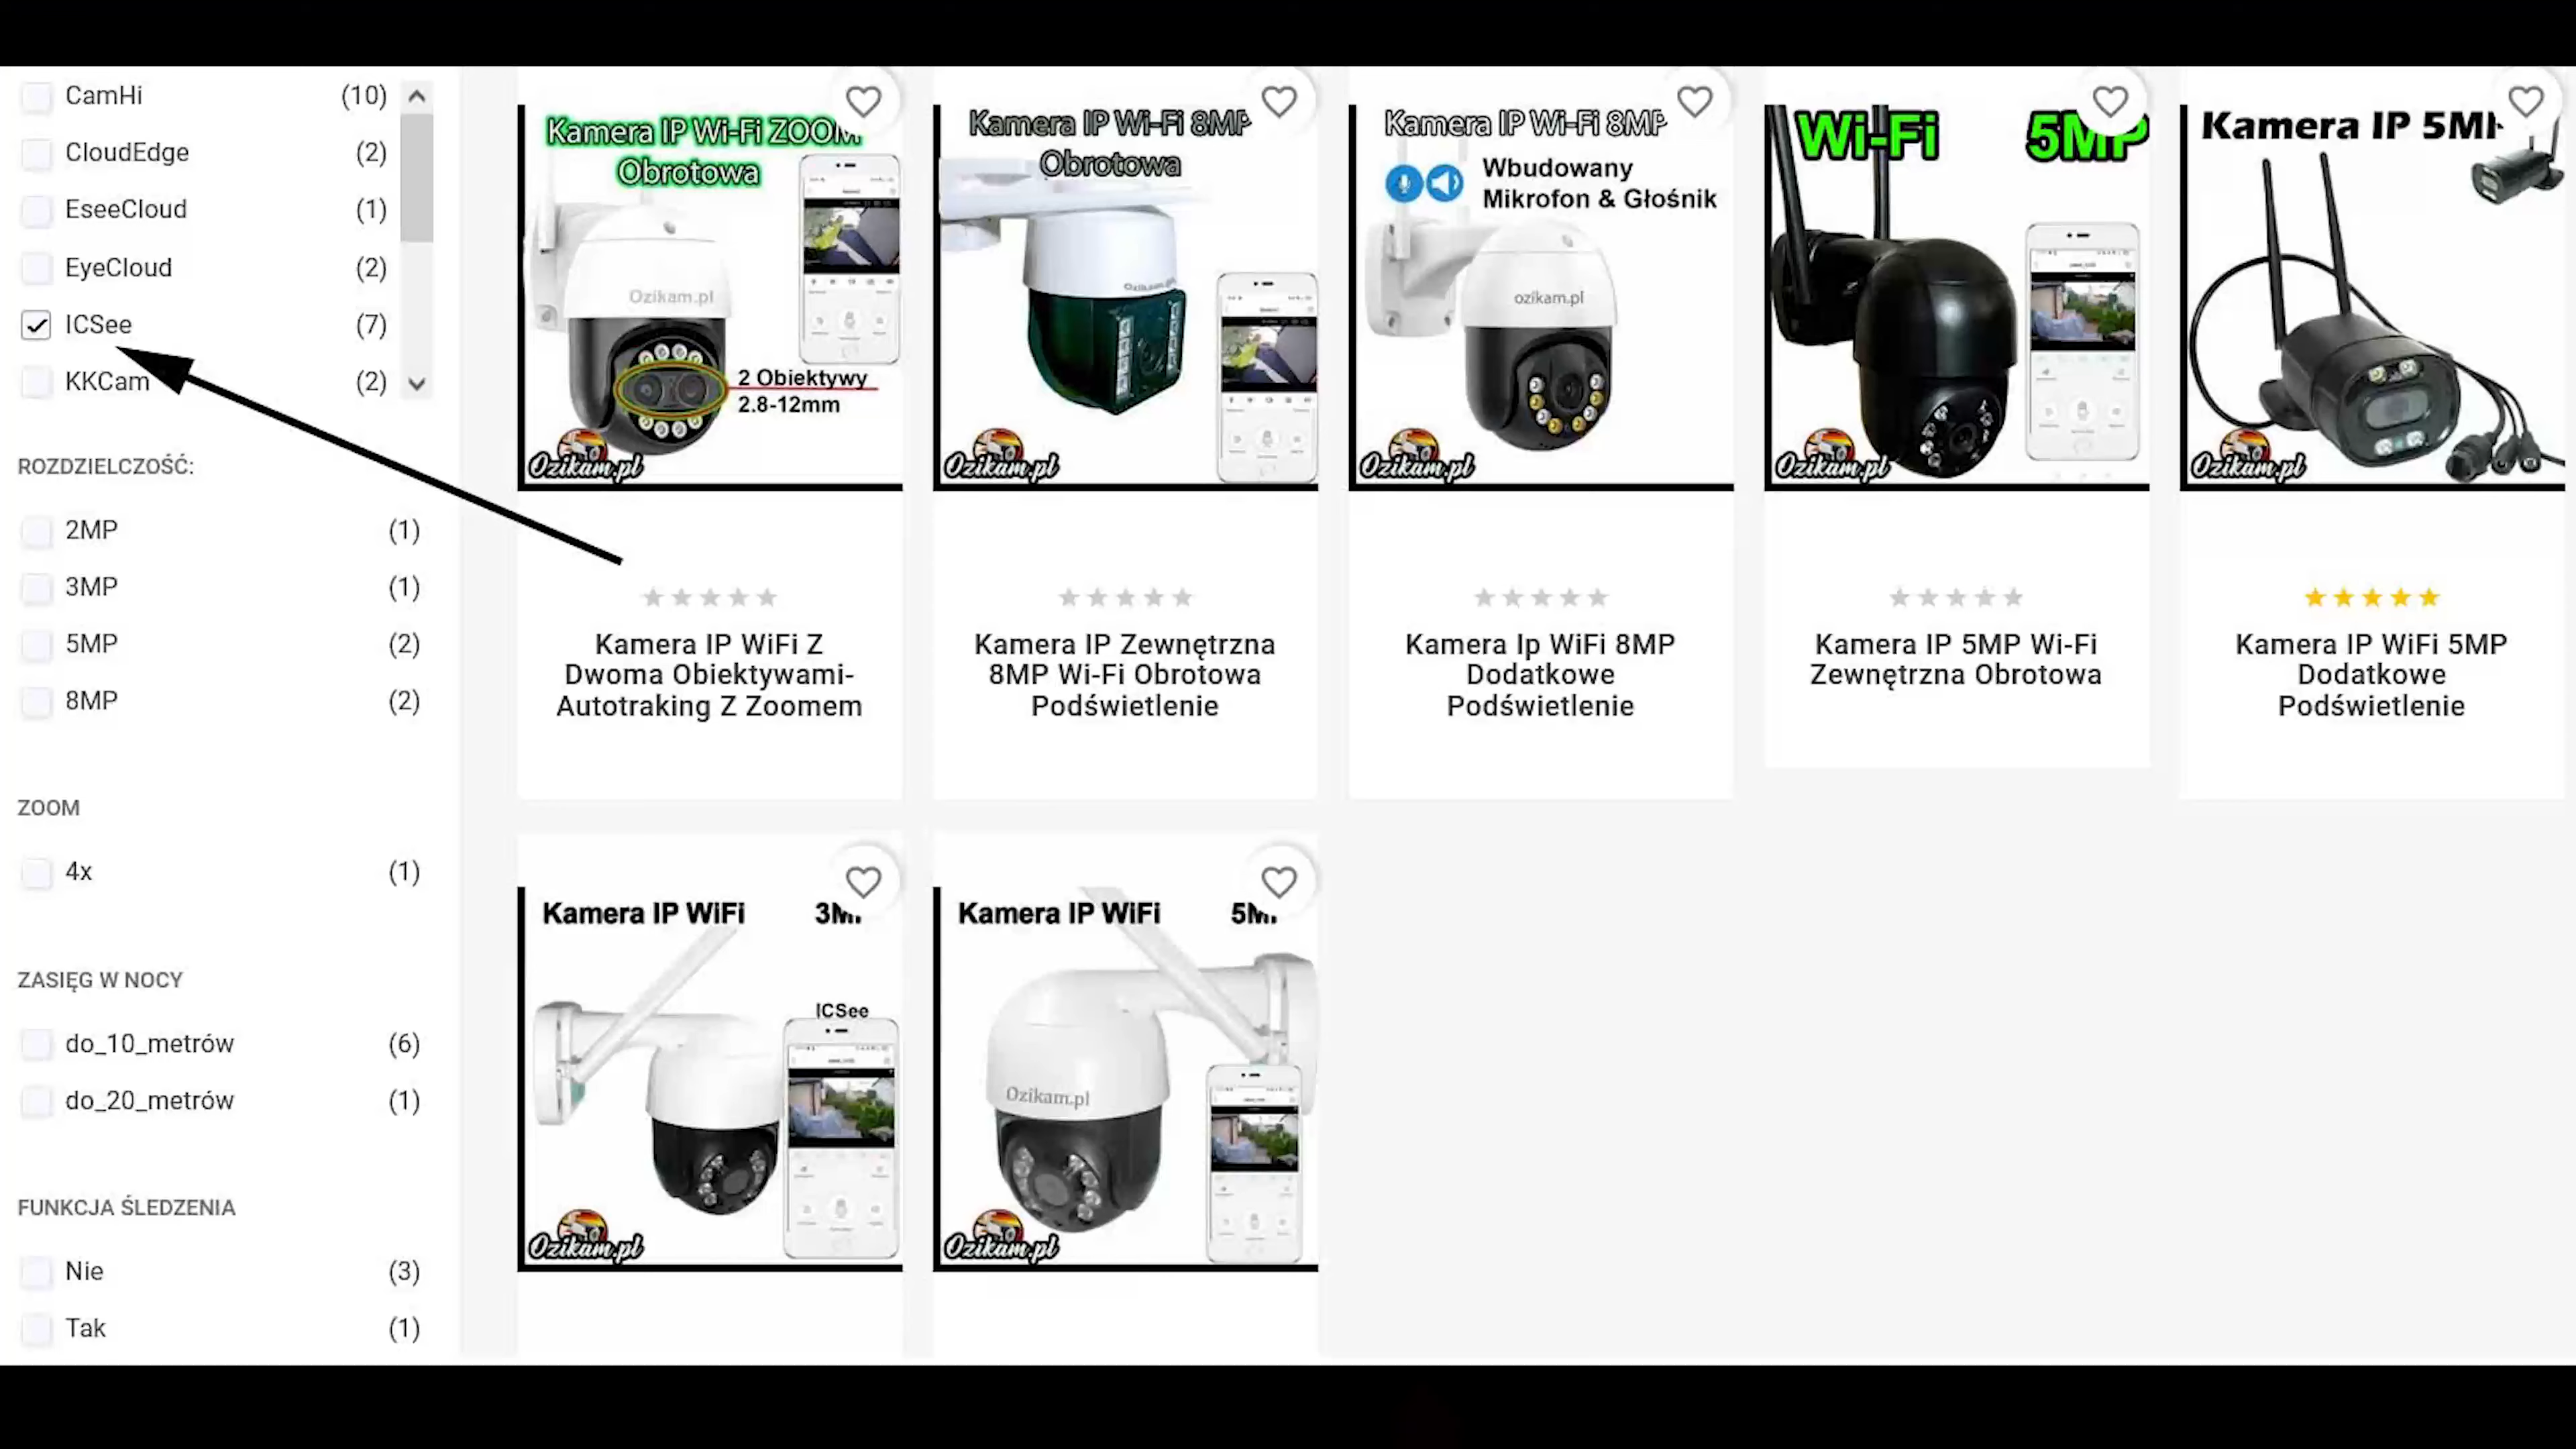 CamHi (10)
CloudEdge (2)
EseeCloud (1)
EyeCloud (2)
ICSee (7)
KKCam (2)
ROZDZIELCZOŚĆ:
2MP (1)
3MP (1)
5MP (2)
8MP (2)
ZOOM
4x (1)
ZASIĘG W NOCY
do_10_metrów (6)
do_20_metrów (1)
FUNKCJA ŚLEDZENIA
Nie (3)
Tak (1)
Kamera IP Wi-Fi ZOOM
Obrotowa
Ozikam.pl
2 Obiektywy
2.8-12mm
Ozikam.pl
Kamera IP WiFi Z
Dwoma Obiektywami-
Autotraking Z Zoomem
Kamera IP Wi-Fi 8MP
Obrotowa
Ozikam.pl
Ozikam.pl
Kamera IP Zewnętrzna
8MP Wi-Fi Obrotowa
Podświetlenie
Kamera IP Wi-Fi 8MP
Wbudowany
Mikrofon & Głośnik
ozikam.pl
Ozikam.pl
Kamera Ip WiFi 8MP
Dodatkowe
Podświetlenie
Wi-Fi 5MP
Ozikam.pl
Kamera IP 5MP Wi-Fi
Zewnętrzna Obrotowa
Kamera IP 5MP
Ozikam.pl
Kamera IP WiFi 5MP
Dodatkowe
Podświetlenie
Kamera IP WiFi 3MP
ICSee
Ozikam.pl
Kamera IP WiFi 5MP
Ozikam.pl
Ozikam.pl